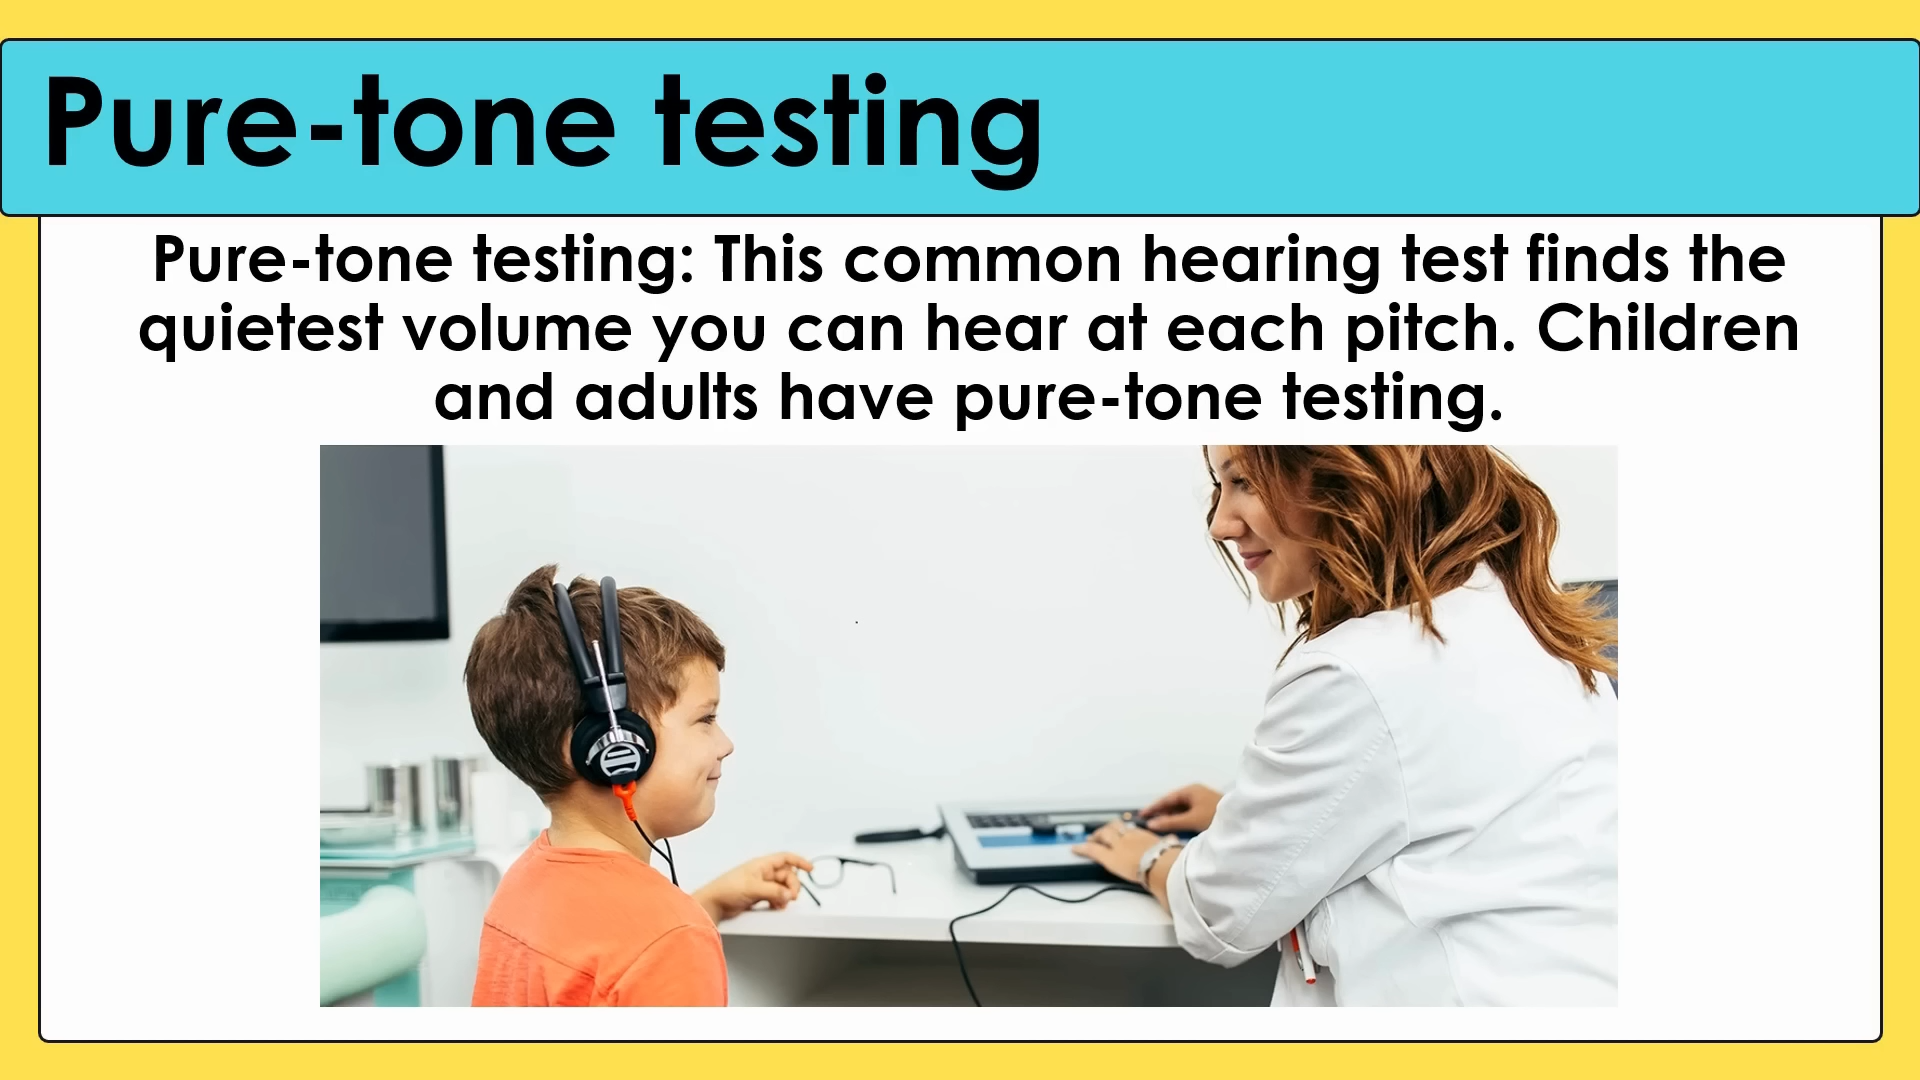 Pure-tone testing
Pure-tone testing: This common hearing test finds the
quietest volume you can hear at each pitch. Children
and adults have pure-tone testing.